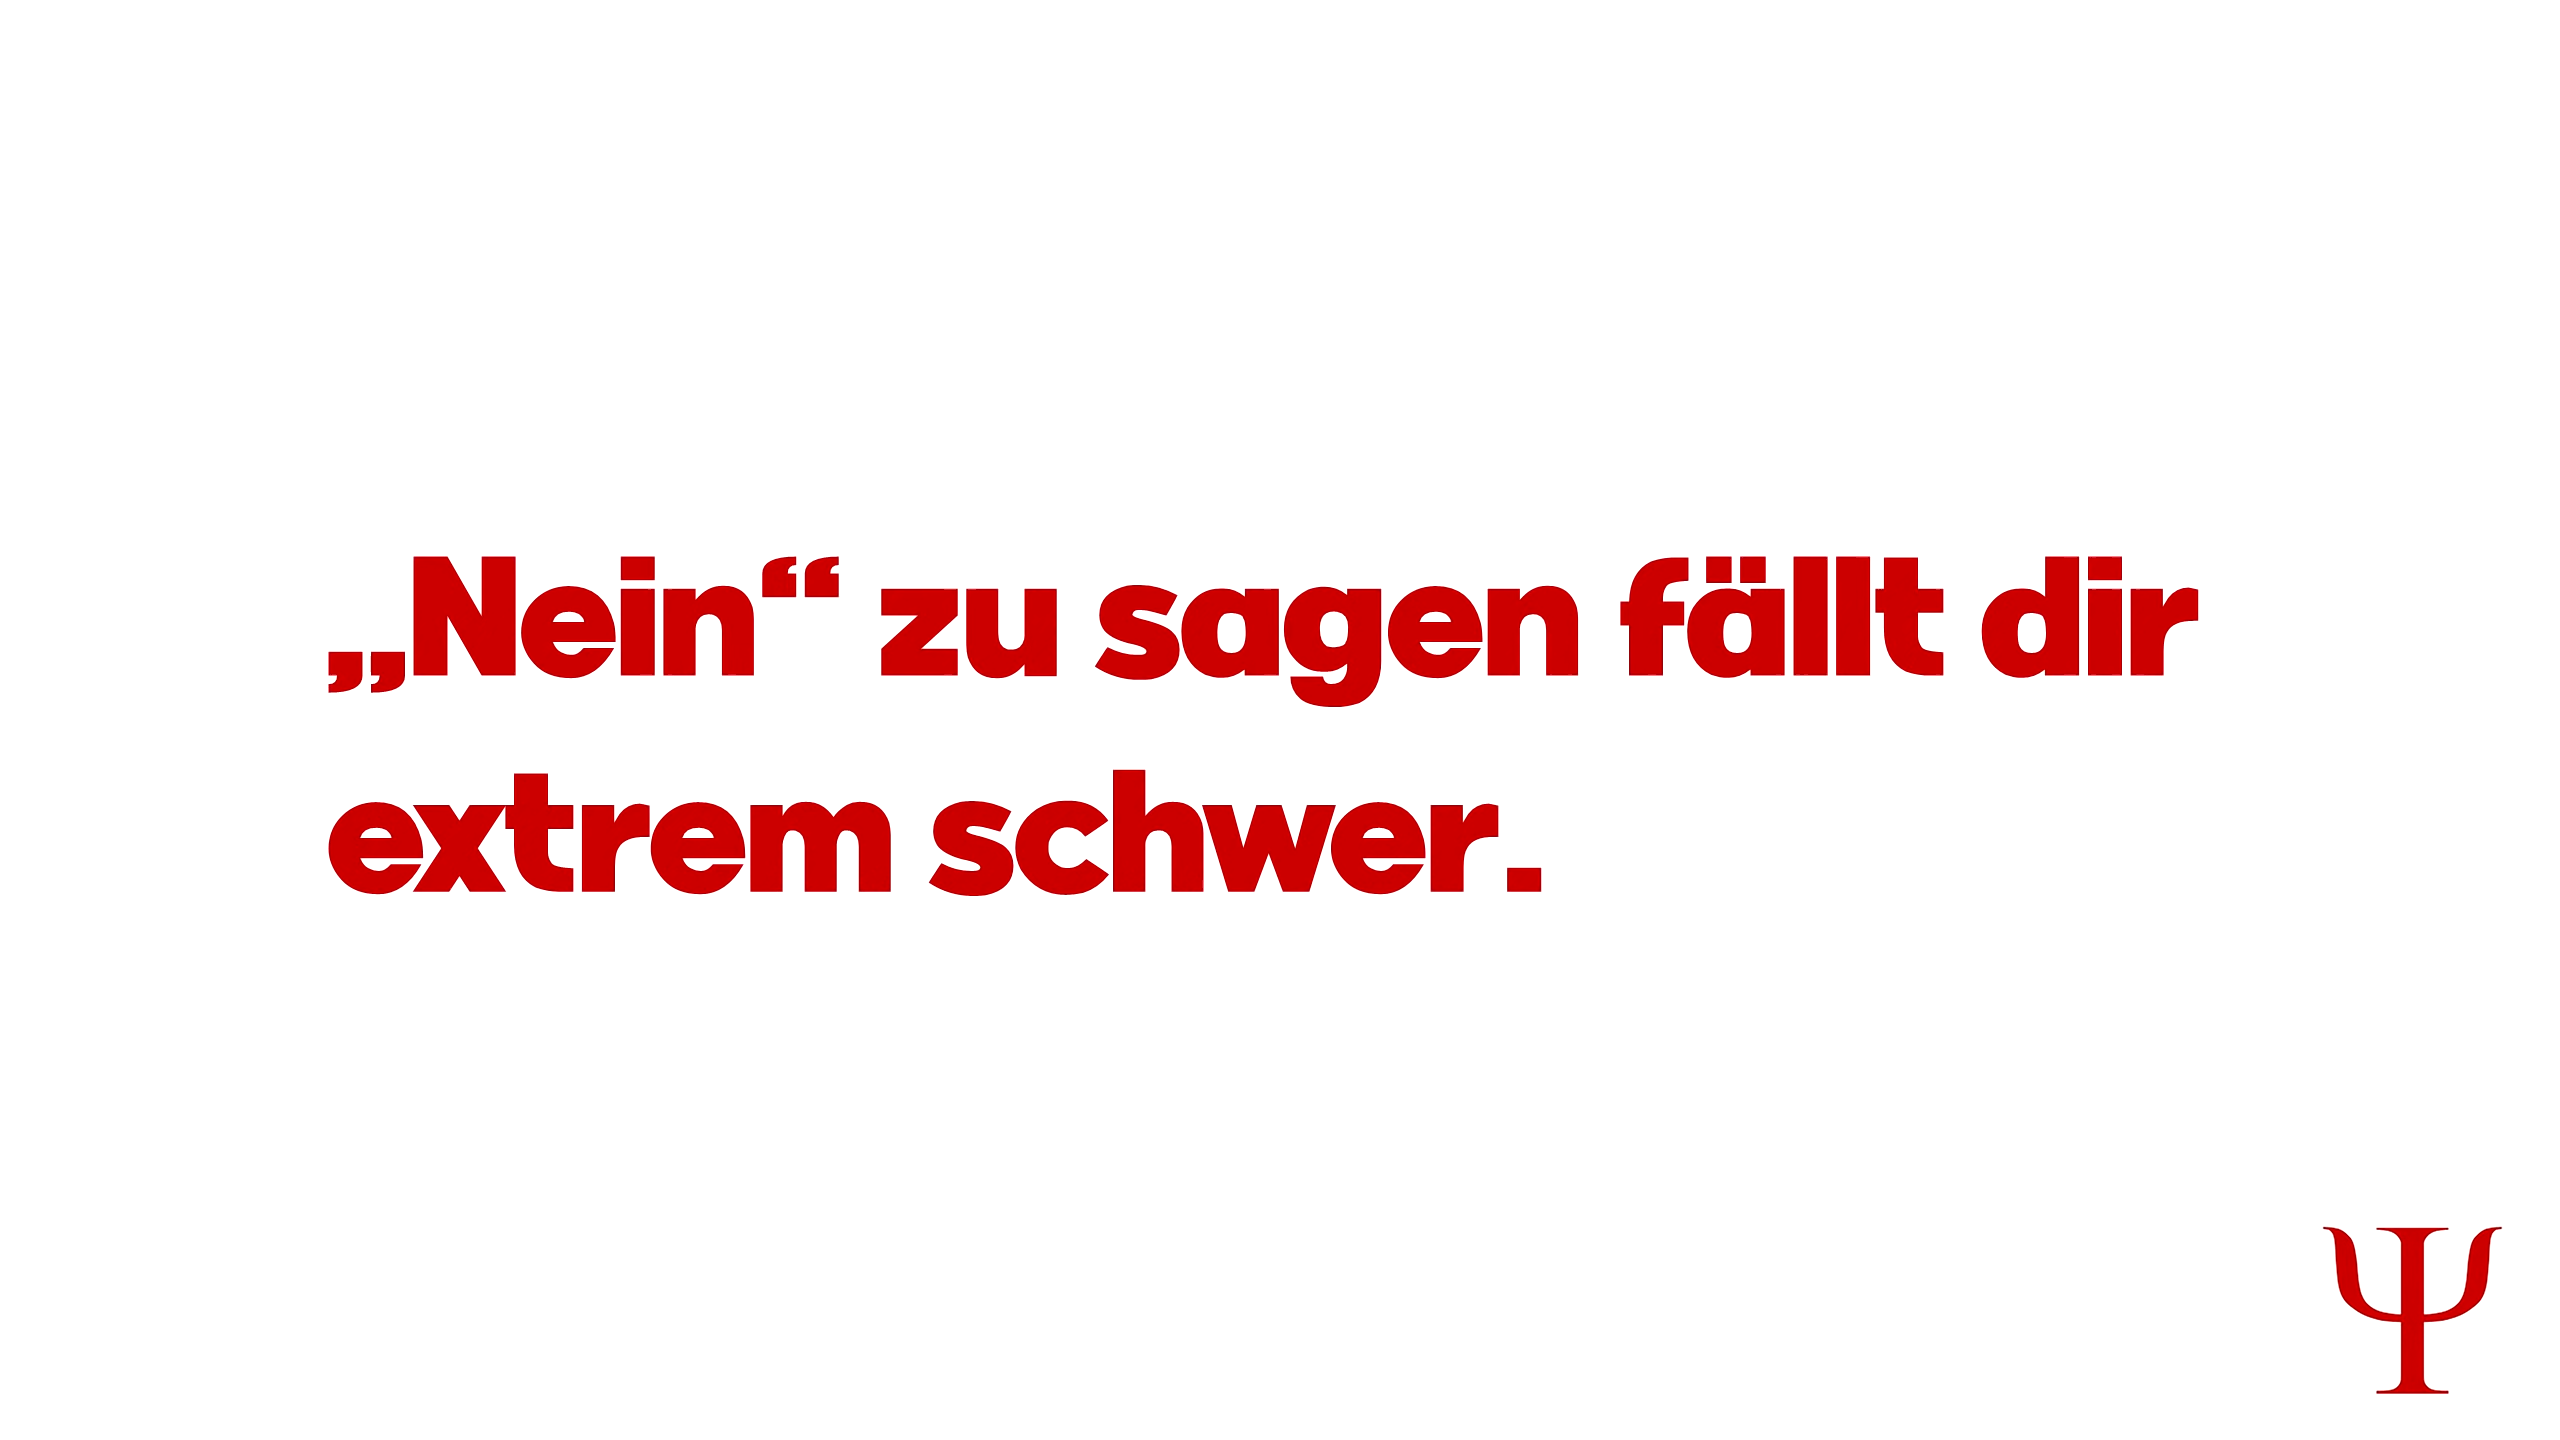 „Nein“ zu sagen fällt dir
extrem schwer.
Ψ